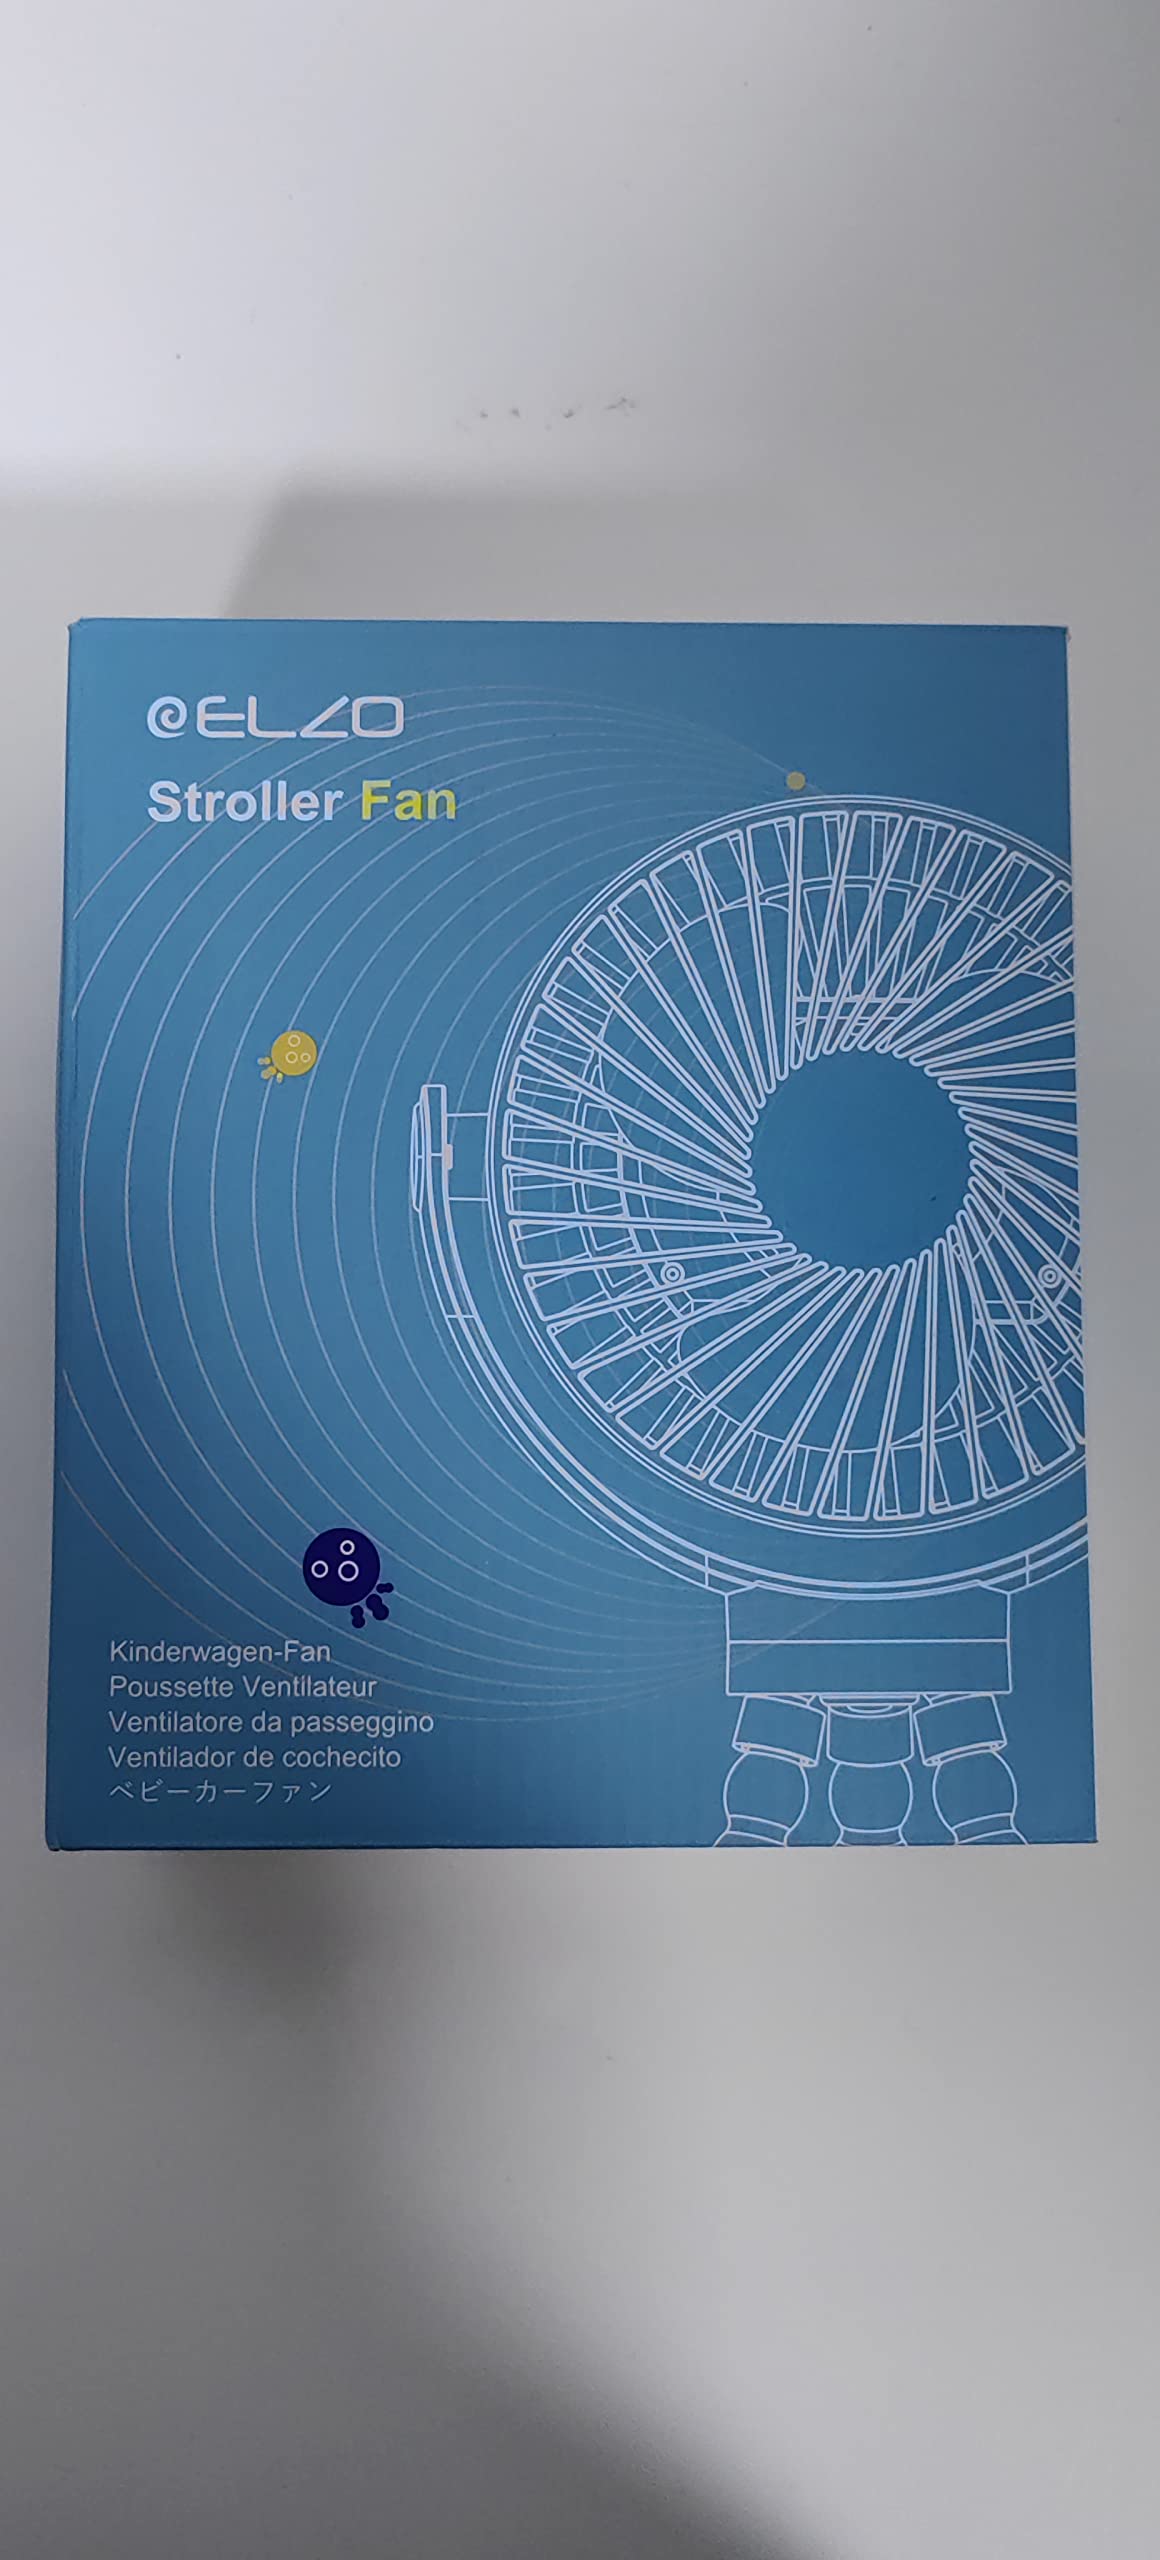 ELZO
Stroller Fan
Kinderwagen-Fan
Poussette Ventilateur
Ventilatore da passeggino
Ventilador de cochecito
ベビーカーファン